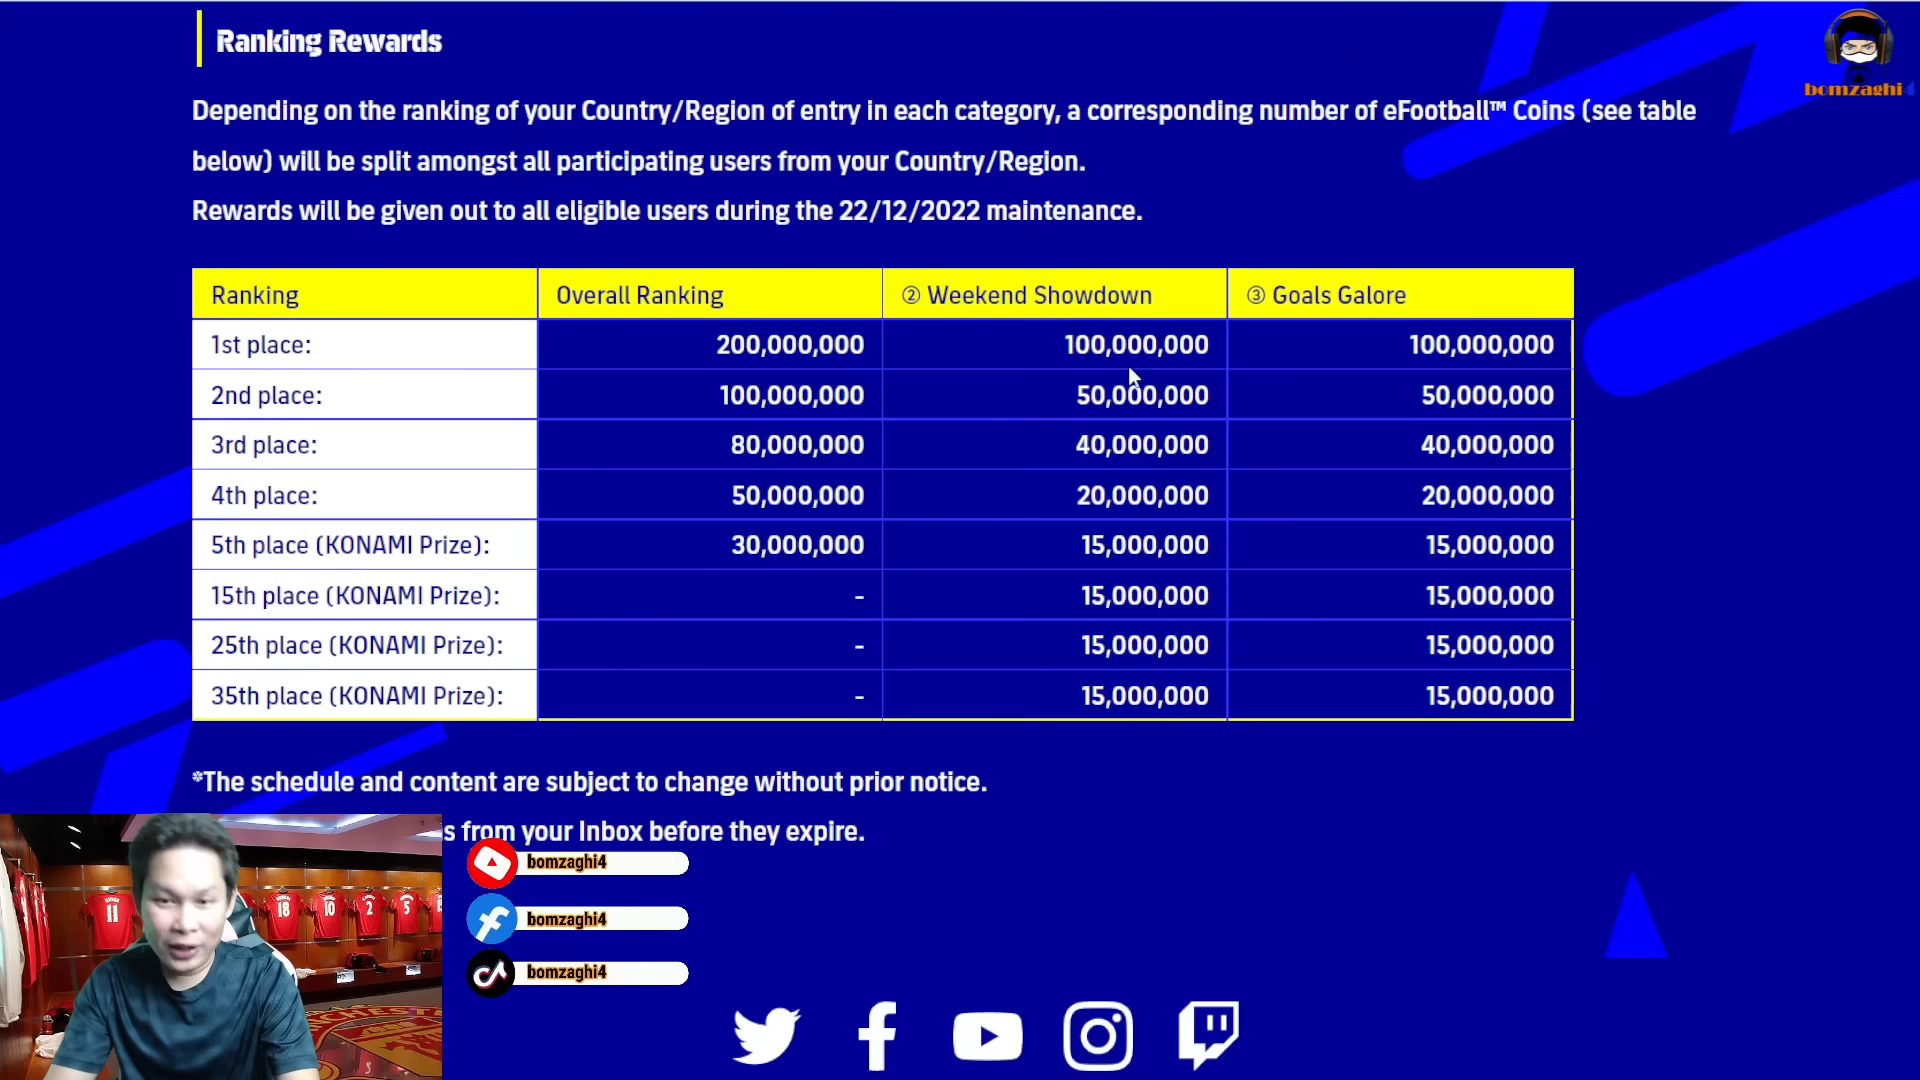 Ranking Rewards
bomzaghi4
Depending on the ranking of your Country/Region of entry in each category, a corresponding number of eFootball™ Coins (see table
below) will be split amongst all participating users from your Country/Region.
Rewards will be given out to all eligible users during the 22/12/2022 maintenance.
Ranking Overall Ranking ② Weekend Showdown ③ Goals Galore
1st place: 200,000,000 100,000,000 100,000,000
2nd place: 100,000,000 50,000,000 50,000,000
3rd place: 80,000,000 40,000,000 40,000,000
4th place: 50,000,000 20,000,000 20,000,000
5th place (KONAMI Prize): 30,000,000 15,000,000 15,000,000
15th place (KONAMI Prize): - 15,000,000 15,000,000
25th place (KONAMI Prize): - 15,000,000 15,000,000
35th place (KONAMI Prize): - 15,000,000 15,000,000
*The schedule and content are subject to change without prior notice.
s from your Inbox before they expire.
bomzaghi4
bomzaghi4
bomzaghi4
11
18
10
2
5